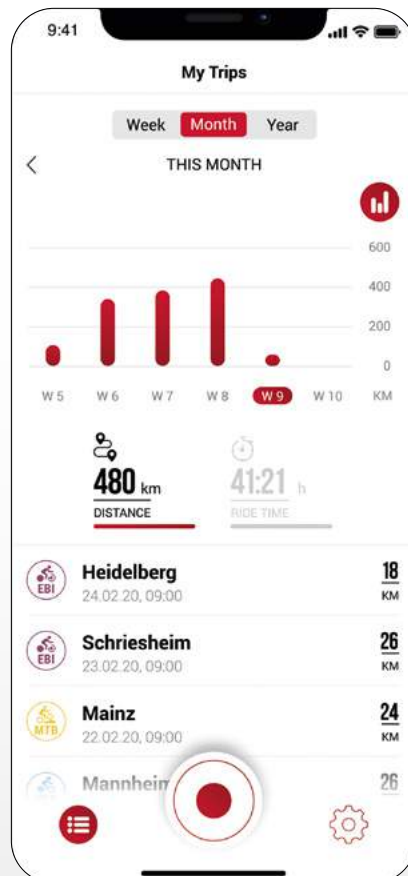 9:41
My Trips
Week Month Year
THIS MONTH
600
400
200
0
W 5 W 6 W 7 W 8 W 9 W 10 KM
480 km 41:21 h
DISTANCE RIDE TIME
EBI Heidelberg 18
24.02.20, 09:00 KM
EBI Schriesheim 26
23.02.20, 09:00 KM
MTB Mainz 24
22.02.20, 09:00 KM
Mannheim 26